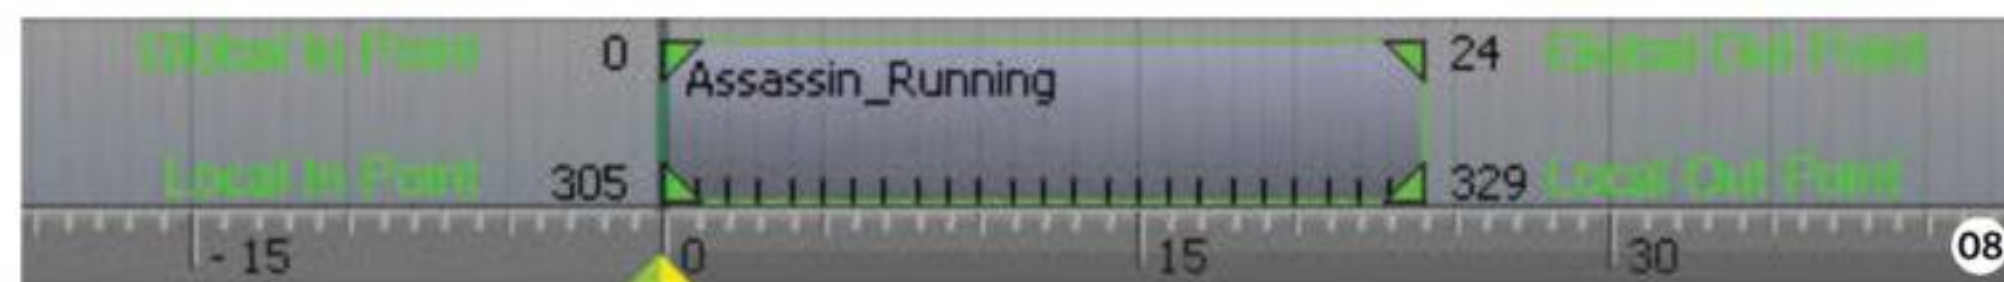 Global In Point 0 24 Global Out Point
Assassin_Running
Local In Point 305 329 Local Out Point
- 15 0 15 30 08